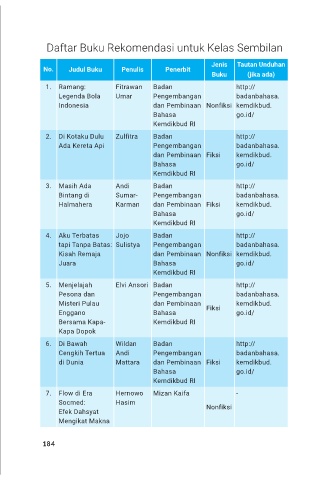 Daftar Buku Rekomendasi untuk Kelas Sembilan
No. Judul Buku Penulis Penerbit Jenis Buku Tautan Unduhan (jika ada)
1. Ramang: Fitrawan Badan http://
Legenda Bola Umar Pengembangan badanbahasa.
Indonesia dan Pembinaan Nonfiksi kemdikbud.
Bahasa go.id/
Kemdikbud RI
2. Di Kotaku Dulu Zulfitra Badan http://
Ada Kereta Api Pengembangan badanbahasa.
dan Pembinaan Fiksi kemdikbud.
Bahasa go.id/
Kemdikbud RI
3. Masih Ada Andi Badan http://
Bintang di Sumar- Pengembangan badanbahasa.
Halmahera Karman dan Pembinaan Fiksi kemdikbud.
Bahasa go.id/
Kemdikbud RI
4. Aku Terbatas Jojo Badan http://
tapi Tanpa Batas: Sulistya Pengembangan badanbahasa.
Kisah Remaja dan Pembinaan Nonfiksi kemdikbud.
Juara Bahasa go.id/
Kemdikbud RI
5. Menjelajah Elvi Ansori Badan http://
Pesona dan Pengembangan badanbahasa.
Misteri Pulau dan Pembinaan Fiksi kemdikbud.
Enggano Bahasa go.id/
Bersama Kapa- Kemdikbud RI
Kapa Dopok
6. Di Bawah Wildan Badan http://
Cengkih Tertua Andi Pengembangan badanbahasa.
di Dunia Mattara dan Pembinaan Fiksi kemdikbud.
Bahasa go.id/
Kemdikbud RI
7. Flow di Era Hernowo Mizan Kaifa -
Socmed: Hasim
Efek Dahsyat Nonfiksi
Mengikat Makna
184